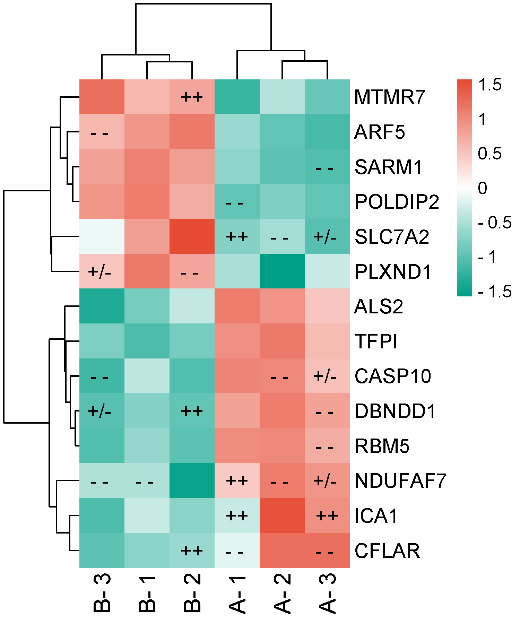 ++ MTMR7
-- ARF5
-- SARM1
-- POLDIP2
++ -- +/- SLC7A2
+/- -- PLXND1
ALS2
TFPI
-- -- +/- CASP10
+/- ++ -- DBNDD1
-- RBM5
-- -- ++ -- +/- NDUFAF7
++ ++ ICA1
++ -- -- CFLAR
B-3 B-1 B-2 A-1 A-2 A-3
1.5
1
0.5
0
-0.5
-1
-1.5